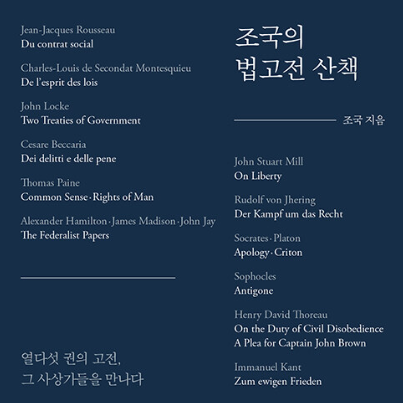 Jean-Jacques Rousseau
Du contrat social
Charles-Louis de Secondat Montesquieu
De l'esprit des lois
John Locke
Two Treaties of Government
Cesare Beccaria
Dei delitti e delle pene
Thomas Paine
Common Sense·Rights of Man
Alexander Hamilton·James Madison·John Jay
The Federalist Papers
열다섯 권의 고전,
그 사상가들을 만나다
조국의
법고전 산책
조국 지음
John Stuart Mill
On Liberty
Rudolf von Jhering
Der Kampf um das Recht
Socrates·Platon
Apology·Criton
Sophocles
Antigone
Henry David Thoreau
On the Duty of Civil Disobedience
A Plea for Captain John Brown
Immanuel Kant
Zum ewigen Frieden